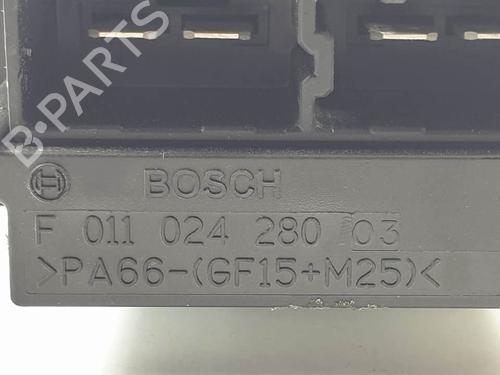 B-PARTS
BOSCH
F 011 024 280 03
>PA66-(GF15+M25)<